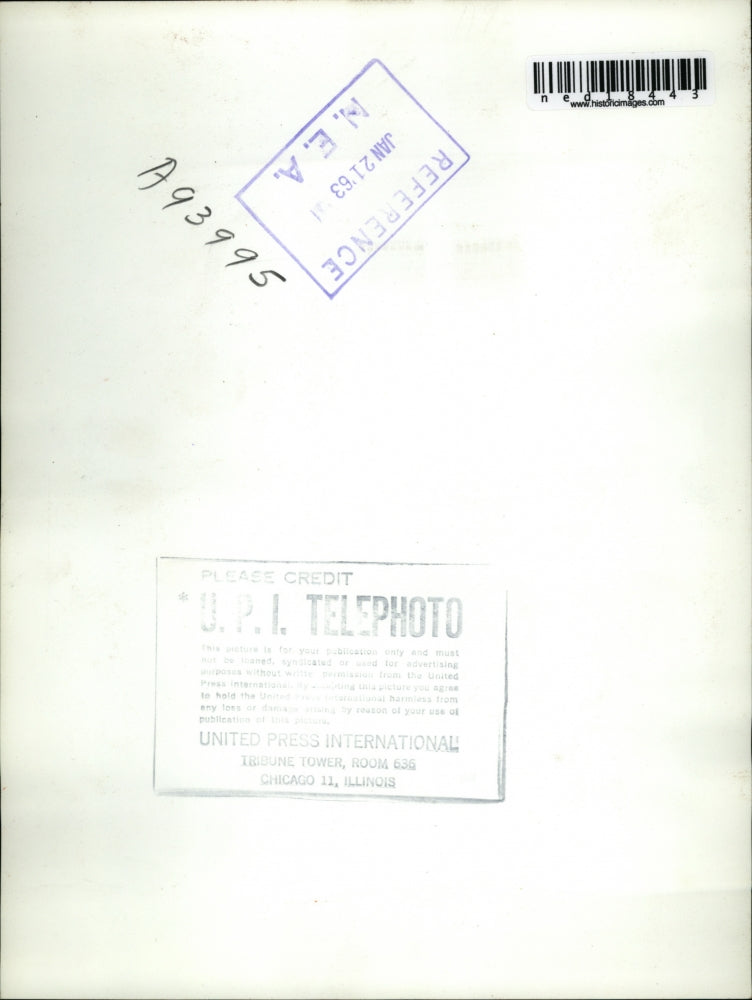 ned18443
www.historicimages.com
N. E. A.
JAN 21 '63
REFERENCE
A93995
PLEASE CREDIT
* U. P. I. TELEPHOTO
This picture is for your publication only and must
not be loaned, syndicated or used for advertising
purposes without permission from the United
Press International. By this picture you agree
to hold the United Press International harmless from
any loss or damage arising by reason of your use of
publication of this picture.
UNITED PRESS INTERNATIONAL
TRIBUNE TOWER, ROOM 636
CHICAGO 11, ILLINOIS